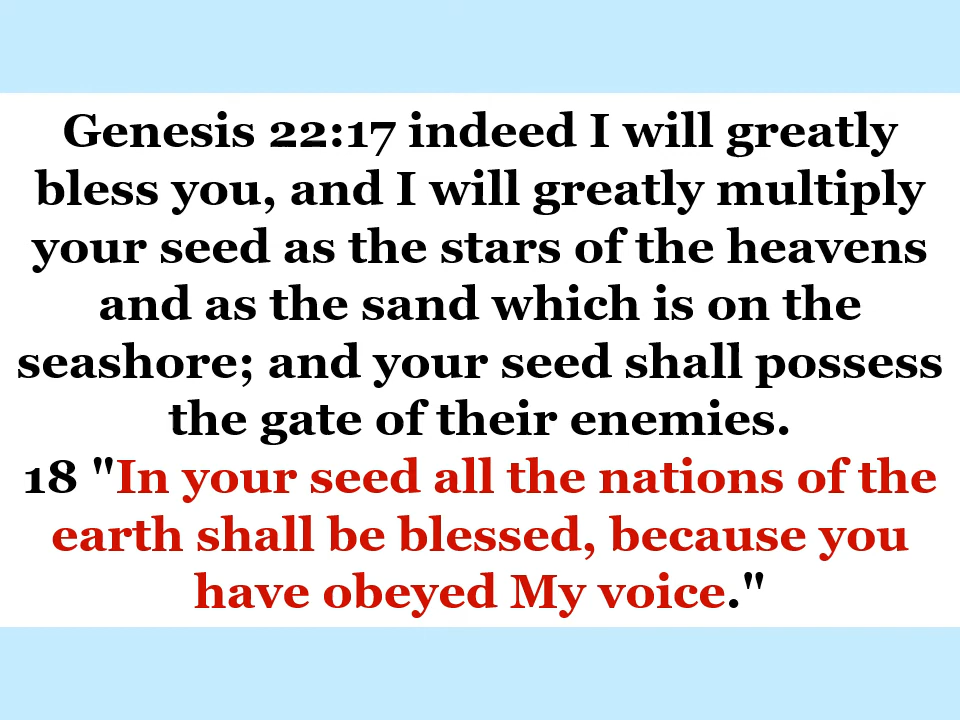 Genesis 22:17 indeed I will greatly
bless you, and I will greatly multiply
your seed as the stars of the heavens
and as the sand which is on the
seashore; and your seed shall possess
the gate of their enemies.
18 "In your seed all the nations of the
earth shall be blessed, because you
have obeyed My voice."